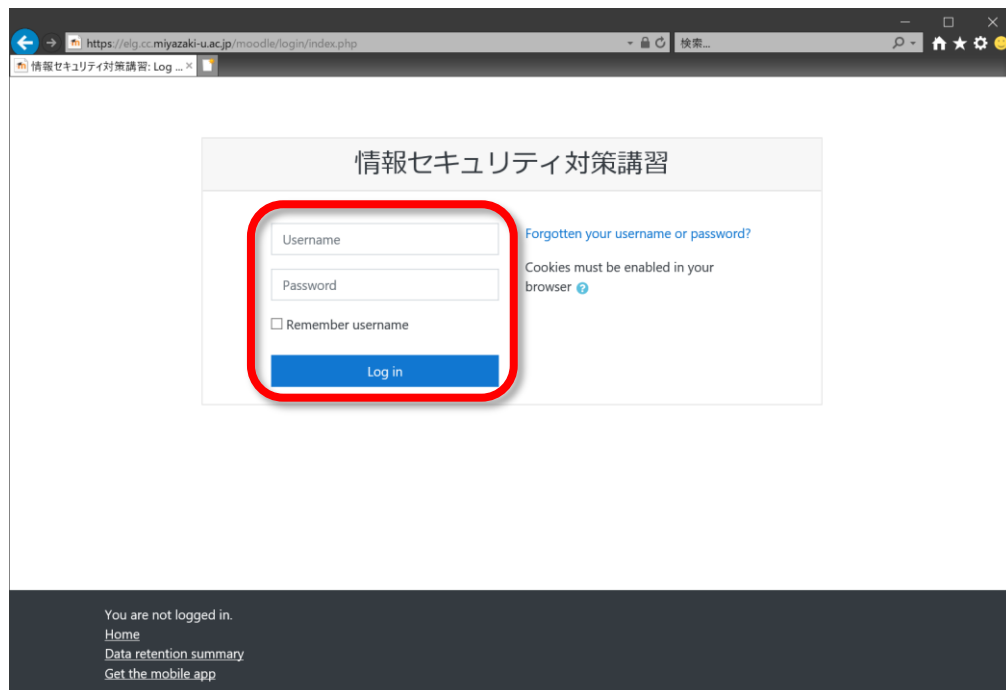 https://elg.cc.miyazaki-u.ac.jp/moodle/login/index.php
検索...
情報セキュリティ対策講習: Log ...
情報セキュリティ対策講習
Username
Password
Remember username
Log in
Forgotten your username or password?
Cookies must be enabled in your
browser
You are not logged in.
Home
Data retention summary
Get the mobile app